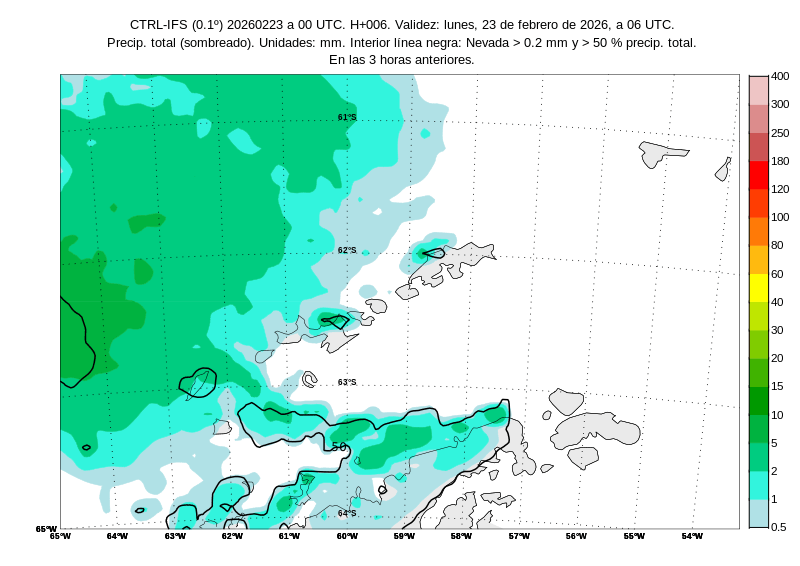 CTRL-IFS (0.1º) 20260223 a 00 UTC. H+006. Validez: lunes, 23 de febrero de 2026, a 06 UTC.
Precip. total (sombreado). Unidades: mm. Interior línea negra: Nevada > 0.2 mm y > 50 % precip. total.
En las 3 horas anteriores.
400
300
250
180
120
100
80
60
40
30
20
15
10
5
2
1
0.5
61°S
62°S
63°S
50
64°S
65°W
65°W
64°W
63°W
62°W
61°W
60°W
59°W
58°W
57°W
56°W
55°W
54°W